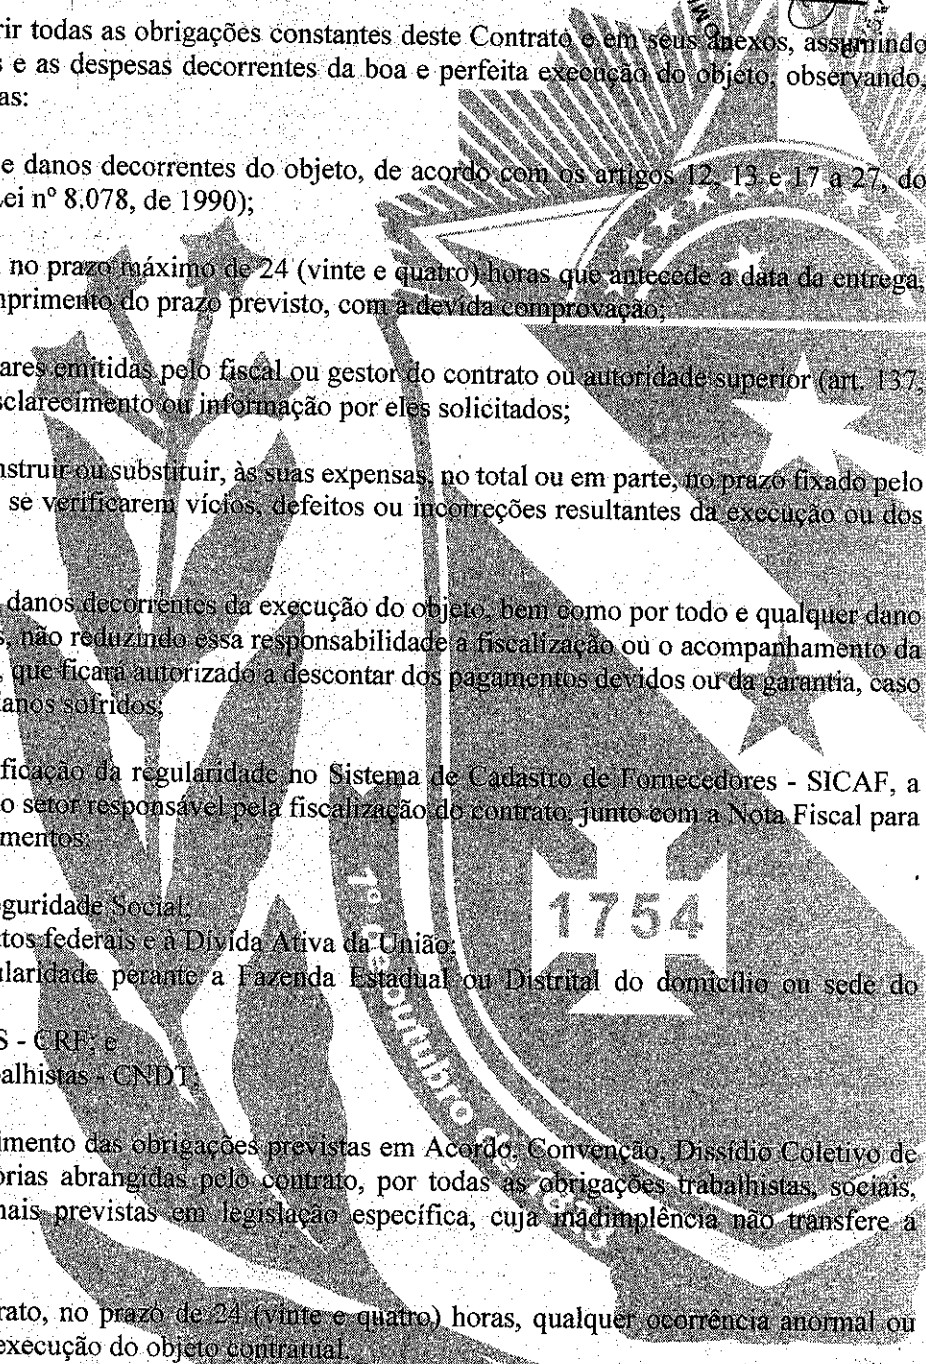 rir todas as obrigações constantes deste Contrato e em seus anexos, assumindo
s e as despesas decorrentes da boa e perfeita execução do objeto, observando,
as:
e danos decorrentes do objeto, de acordo com os artigos 12, 13 e 17 a 27, do
Lei nº 8.078, de 1990);
, no prazo máximo de 24 (vinte e quatro) horas que antecede a data da entrega,
mprimento do prazo previsto, com a devida comprovação;
ares emitidas pelo fiscal ou gestor do contrato ou autoridade superior (art. 137,
sclarecimento ou informação por eles solicitados;
nstruir ou substituir, às suas expensas, no total ou em parte, no prazo fixado pelo
se verificarem vícios, defeitos ou incorreções resultantes da execução ou dos
danos decorrentes da execução do objeto, bem como por todo e qualquer dano
s, não reduzindo essa responsabilidade a fiscalização ou o acompanhamento da
, que ficará autorizado a descontar dos pagamentos devidos ou da garantia, caso
anos sofridos;
ificação da regularidade no Sistema de Cadastro de Fornecedores - SICAF, a
o setor responsável pela fiscalização do contrato, junto com a Nota Fiscal para
mentos:
1754
eguridade Social;
tos federais e à Dívida Ativa da União;
ularidade perante a Fazenda Estadual ou Distrital do domicílio ou sede do
S - CRF; e
balhistas - CNDT;
1º de outubro de
imento das obrigações previstas em Acordo, Convenção, Dissídio Coletivo de
orias abrangidas pelo contrato, por todas as obrigações trabalhistas, sociais,
mais previstas em legislação específica, cuja inadimplência não transfere a
rato, no prazo de 24 (vinte e quatro) horas, qualquer ocorrência anormal ou
execução do objeto contratual.